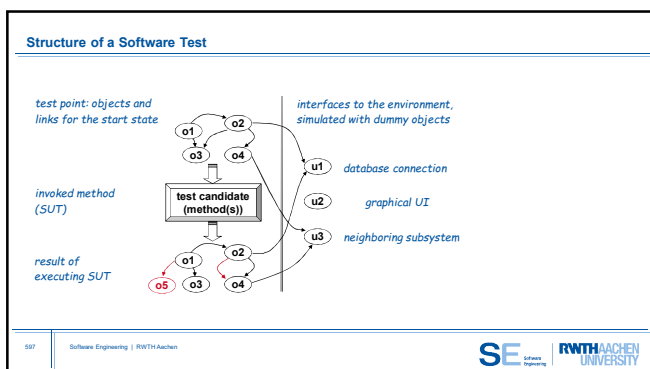 Structure of a Software Test
test point: objects and
links for the start state
interfaces to the environment,
simulated with dummy objects
o1
o2
o3
o4
u1
database connection
invoked method
(SUT)
test candidate
(method(s))
u2
graphical UI
u3
neighboring subsystem
result of
executing SUT
o1
o2
o5
o3
o4
597
Software Engineering | RWTH Aachen
SE
Software
Engineering
RWTHAACHEN
UNIVERSITY